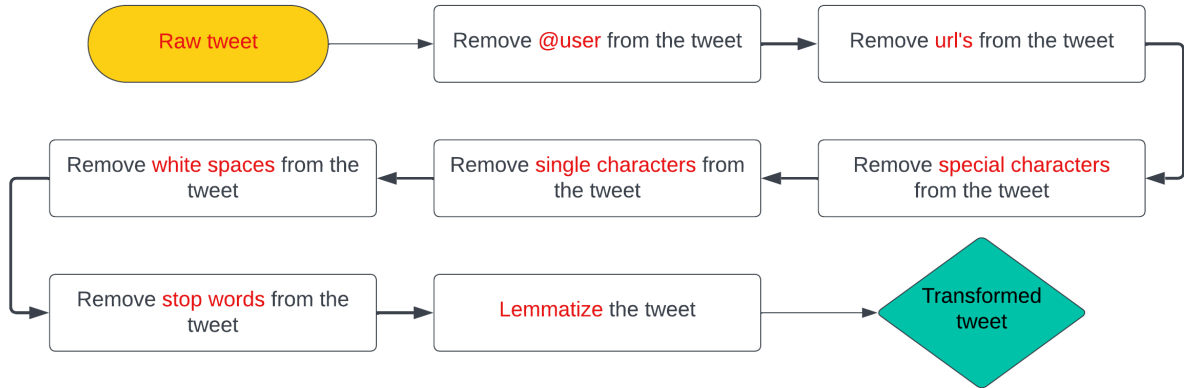 Raw tweet
Remove @user from the tweet
Remove url's from the tweet
Remove special characters
from the tweet
Remove single characters from
the tweet
Remove white spaces from the
tweet
Remove stop words from the
tweet
Lemmatize the tweet
Transformed
tweet